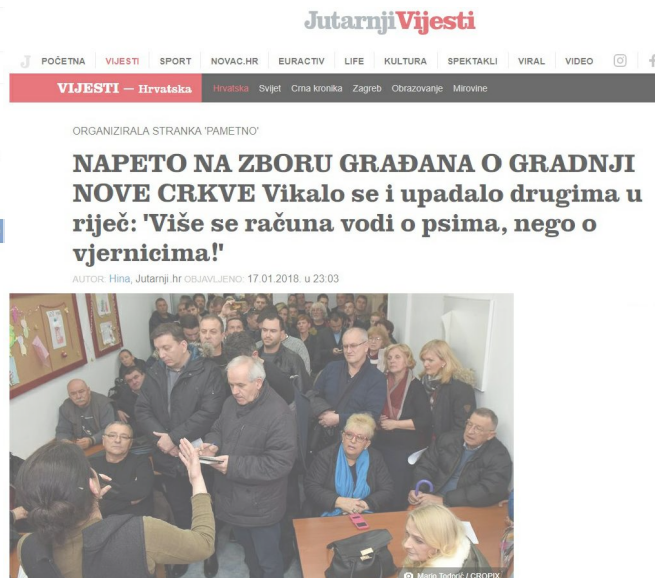 JutarnjiVijesti
POČETNA VIJESTI SPORT NOVAC.HR EURACTIV LIFE KULTURA SPEKTAKLI VIRAL VIDEO
VIJESTI — Hrvatska Hrvatska Svijet Crna kronika Zagreb Obrazovanje Mirovine
ORGANIZIRALA STRANKA 'PAMETNO'
NAPETO NA ZBORU GRAĐANA O GRADNJI
NOVE CRKVE Vikalo se i upadalo drugima u
riječ: 'Više se računa vodi o psima, nego o
vjernicima!'
AUTOR: Hina, Jutarnji.hr OBJAVLJENO: 17.01.2018. u 23:03
Mario Todorić / CROPIX